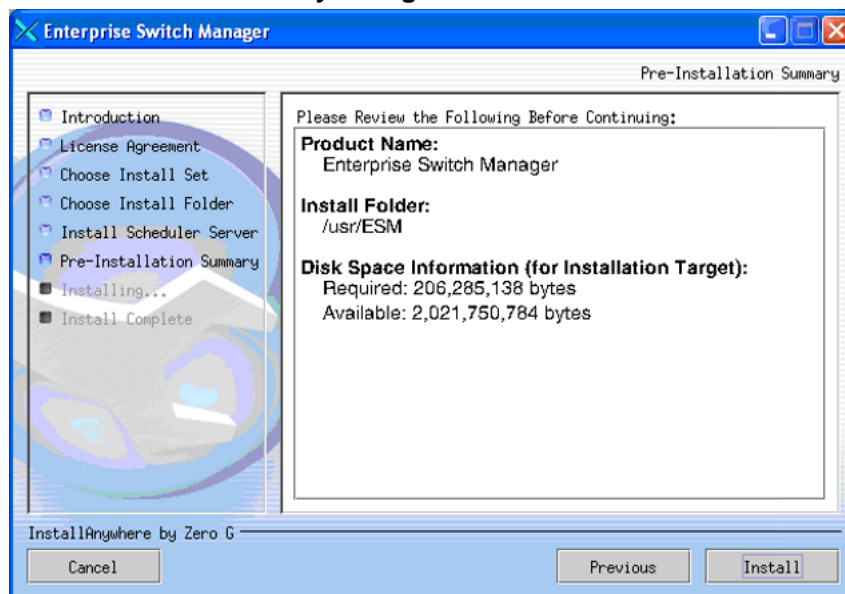 Enterprise Switch Manager
Pre-Installation Summary
Introduction
License Agreement
Choose Install Set
Choose Install Folder
Install Scheduler Server
Pre-Installation Summary
Installing...
Install Complete
Please Review the Following Before Continuing:
Product Name:
Enterprise Switch Manager
Install Folder:
/usr/ESM
Disk Space Information (for Installation Target):
Required: 206,285,138 bytes
Available: 2,021,750,784 bytes
InstallAnywhere by Zero G
Cancel
Previous
Install